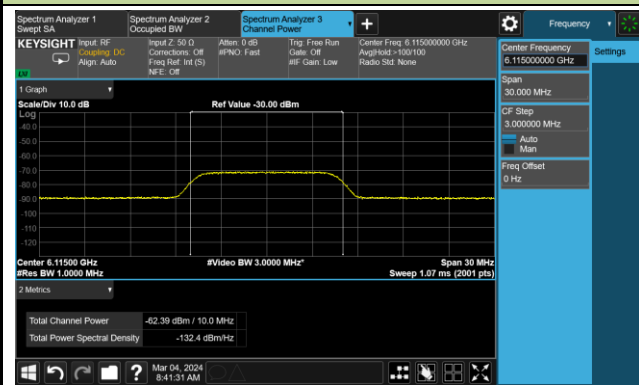 Spectrum Analyzer 1
Swept SA
Spectrum Analyzer 2
Occupied BW
Spectrum Analyzer 3
Channel Power
Frequency
KEYSIGHT
Input: RF
Coupling: DC
Align: Auto
Input Z: 50 Ω
Corrections: Off
Freq Ref: Int (S)
NFE: Off
Atten: 0 dB
#PNO: Fast
Trig: Free Run
Gate: Off
#IF Gain: Low
Center Freq: 6.115000000 GHz
Avg|Hold:>100/100
Radio Std: None
1 Graph
Scale/Div 10.0 dB
Ref Value -30.00 dBm
Log
-40.0
-50.0
-60.0
-70.0
-80.0
-90.0
-100
-110
-120
Center 6.11500 GHz
#Video BW 3.0000 MHz*
Span 30 MHz
#Res BW 1.0000 MHz
Sweep 1.07 ms (2001 pts)
2 Metrics
Total Channel Power
-62.39 dBm / 10.0 MHz
Total Power Spectral Density
-132.4 dBm/Hz
Mar 04, 2024
8:41:31 AM
Center Frequency
6.115000000 GHz
Settings
Span
30.000 MHz
CF Step
3.000000 MHz
Auto
Man
Freq Offset
0 Hz